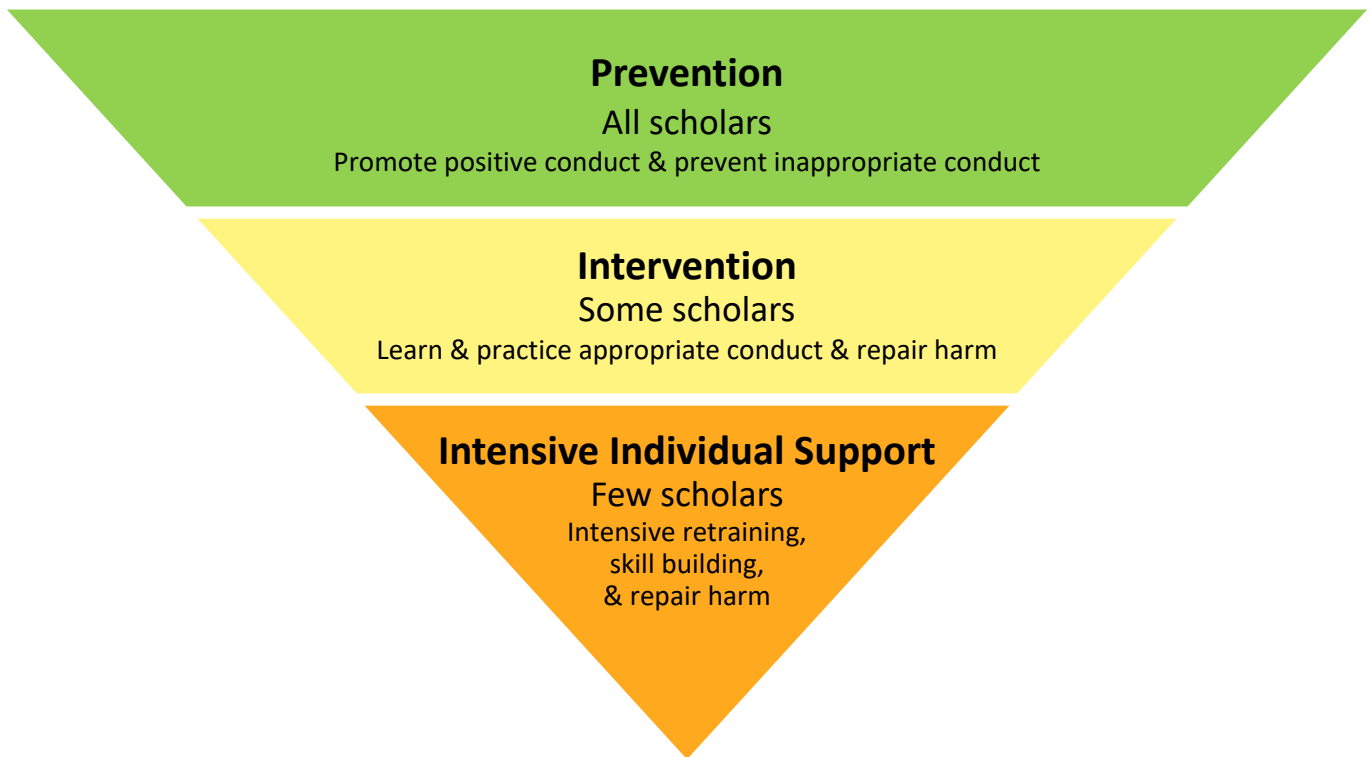 Prevention
All scholars
Promote positive conduct & prevent inappropriate conduct
Intervention
Some scholars
Learn & practice appropriate conduct & repair harm
Intensive Individual Support
Few scholars
Intensive retraining,
skill building,
& repair harm